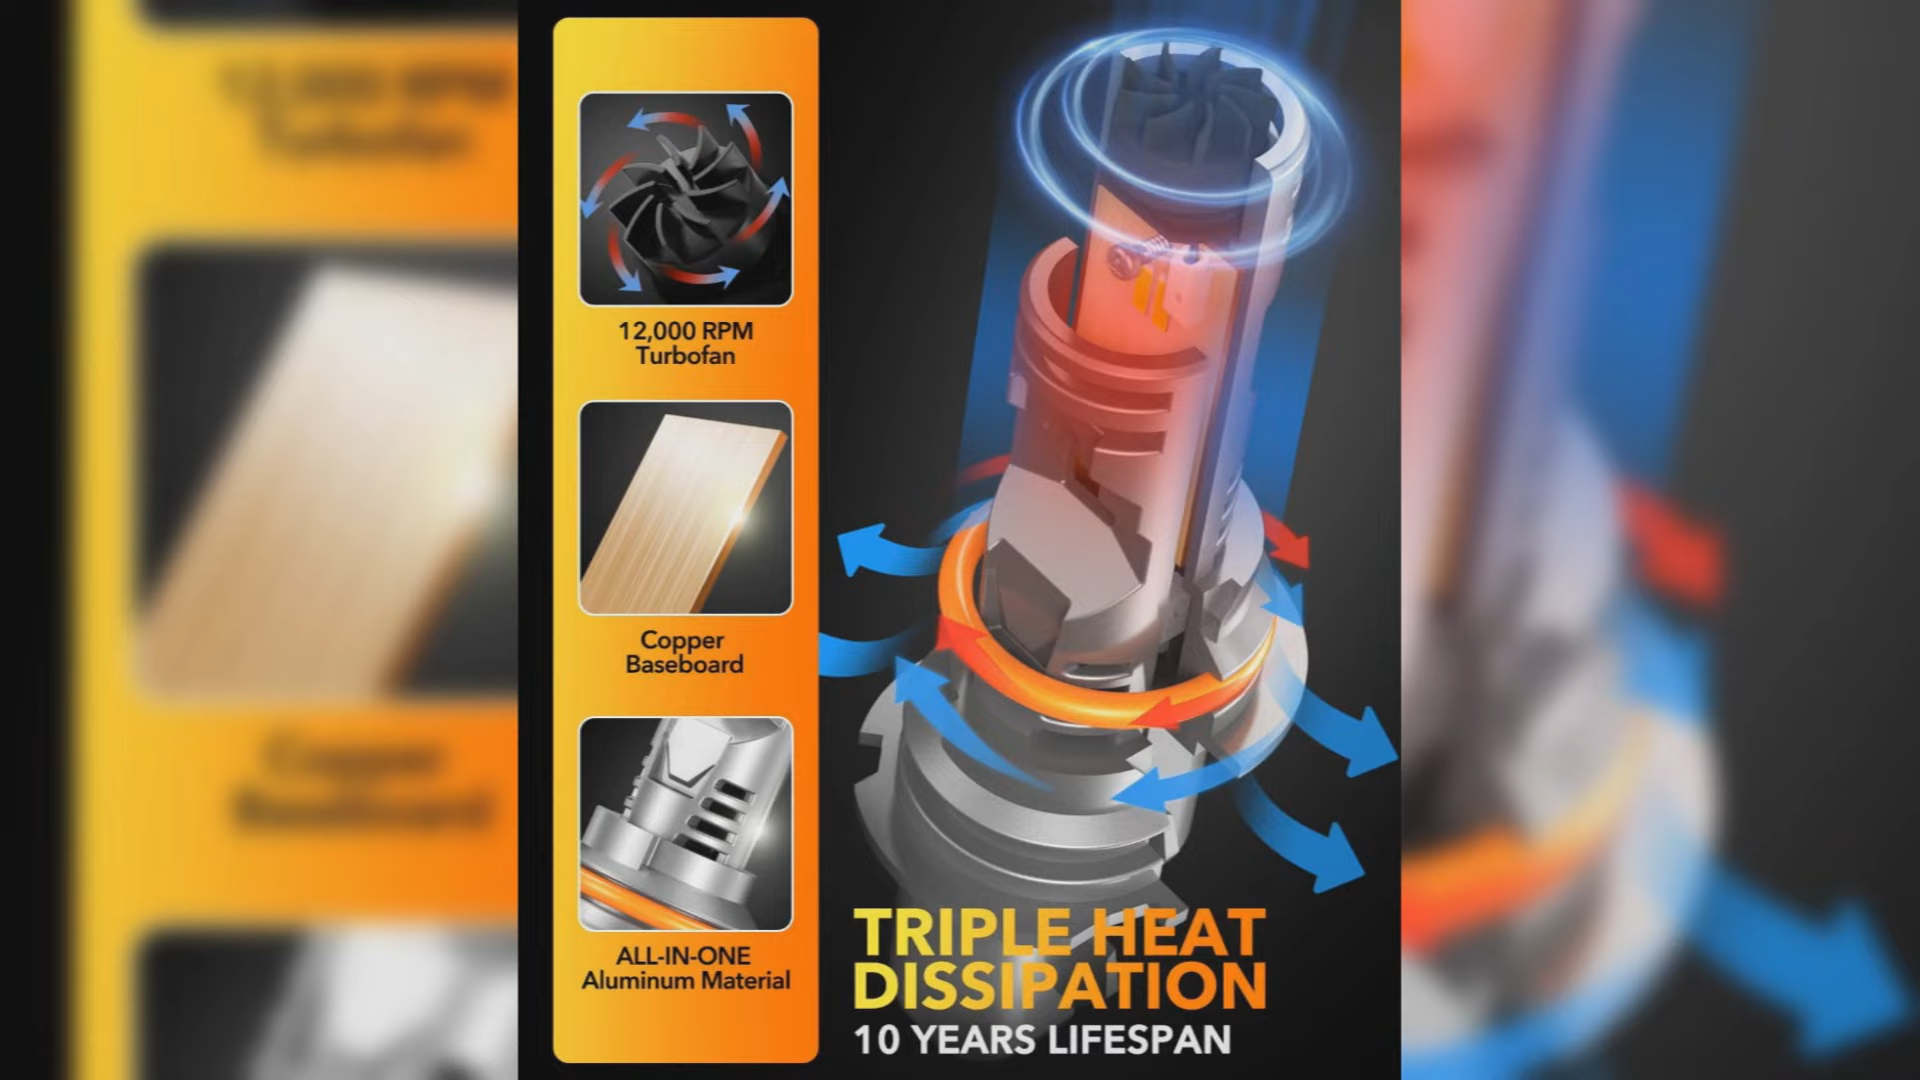 12,000 RPM
Turbofan
Copper
Baseboard
ALL-IN-ONE
Aluminum Material
TRIPLE HEAT
DISSIPATION
10 YEARS LIFESPAN